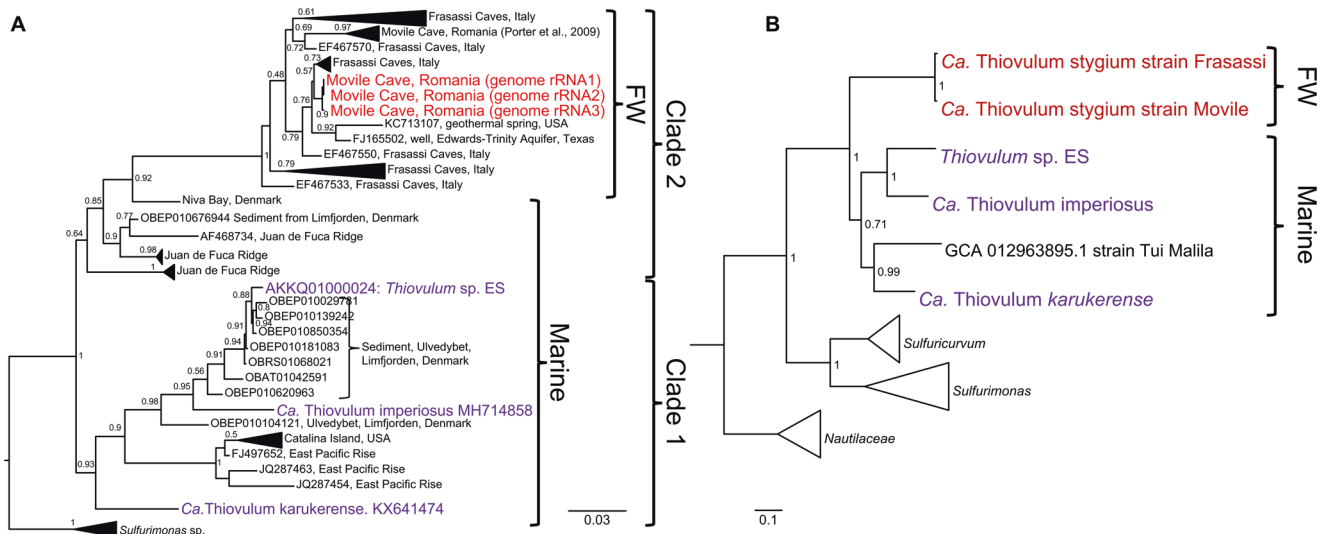 A
0.61
Frasassi Caves, Italy
0.69
0.97
Movile Cave, Romania (Porter et al., 2009)
0.72
EF467570, Frasassi Caves, Italy
0.73
Frasassi Caves, Italy
0.57
0.48
Movile Cave, Romania (genome rRNA1)
Movile Cave, Romania (genome rRNA2)
0.76
Movile Cave, Romania (genome rRNA3)
0.9
KC713107, geothermal spring, USA
0.92
FJ165502, well, Edwards-Trinity Aquifer, Texas
0.79
EF467550, Frasassi Caves, Italy
1
0.79
Frasassi Caves, Italy
EF467533, Frasassi Caves, Italy
0.92
Niva Bay, Denmark
0.85
0.77
OBEP010676944 Sediment from Limfjorden, Denmark
0.64
0.9
AF468734, Juan de Fuca Ridge
0.98
Juan de Fuca Ridge
1
Juan de Fuca Ridge
AKKQ01000024: Thiovulum sp. ES
0.88
OBEP010029781
0.8
OBEP010139242
0.94
OBEP010850354
0.91
0.94
OBEP010181083
Sediment, Ulvedybet,
Limfjorden, Denmark
0.91
OBRS01068021
0.56
OBAT01042591
0.95
OBEP010620963
0.98
Ca. Thiovulum imperiosus MH714858
0.9
OBEP010104121, Ulvedybet, Limfjorden, Denmark
0.5
Catalina Island, USA
FJ497652, East Pacific Rise
1
JQ287463, East Pacific Rise
JQ287454, East Pacific Rise
1
0.93
Ca.Thiovulum karukerense. KX641474
1
Sulfurimonas sp.
FW
Marine
Clade 2
Clade 1
0.03
B
Ca. Thiovulum stygium strain Frasassi
1
Ca. Thiovulum stygium strain Movile
Thiovulum sp. ES
1
1
Ca. Thiovulum imperiosus
0.71
GCA 012963895.1 strain Tui Malila
0.99
1
Ca. Thiovulum karukerense
Sulfuricurvum
1
Sulfurimonas
Nautilaceae
FW
Marine
0.1